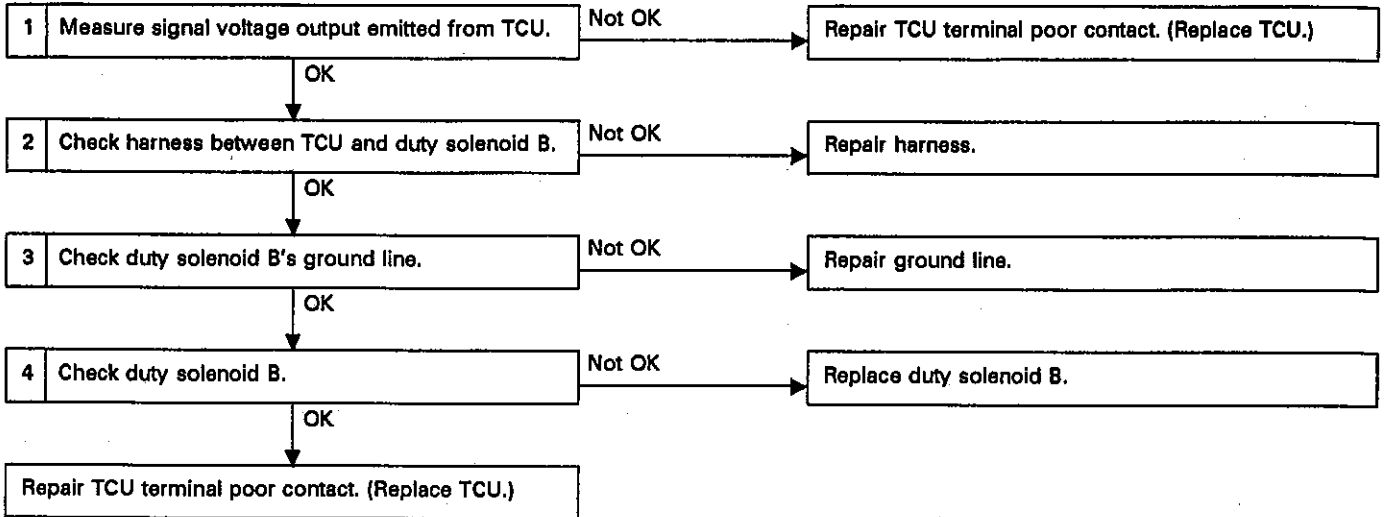 1 Measure signal voltage output emitted from TCU.
Not OK
Repair TCU terminal poor contact. (Replace TCU.)
OK
2 Check harness between TCU and duty solenoid B.
Not OK
Repair harness.
OK
3 Check duty solenoid B's ground line.
Not OK
Repair ground line.
OK
4 Check duty solenoid B.
Not OK
Replace duty solenoid B.
OK
Repair TCU terminal poor contact. (Replace TCU.)